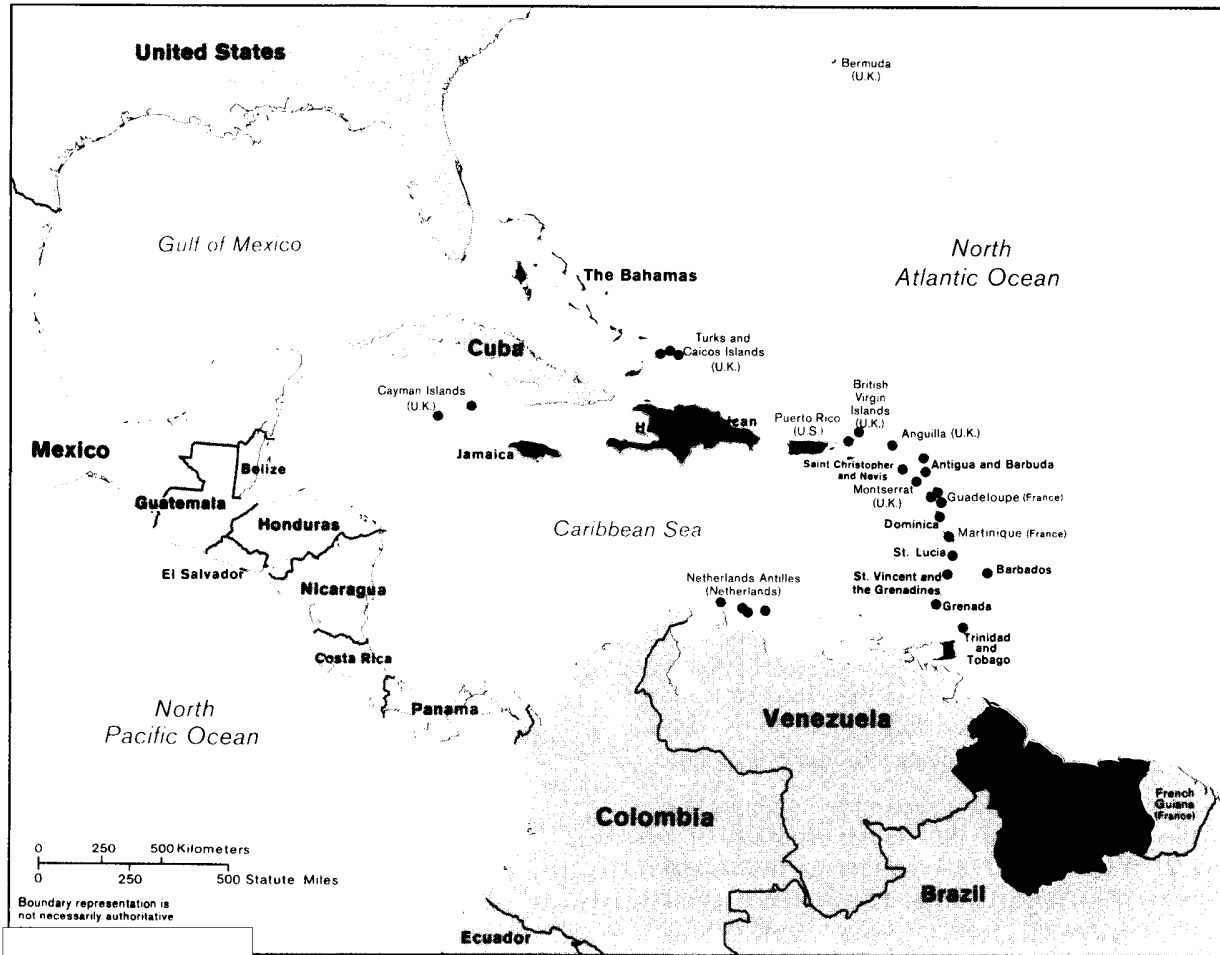 United States
Bermuda
(U.K.)
Gulf of Mexico
North
Atlantic Ocean
The Bahamas
Turks and
Caicos Islands
(U.K.)
Cuba
Cayman Islands
(U.K.)
British
Virgin
Islands
(U.K.)
Puerto Rico
(U.S.)
Anguilla (U.K.)
Mexico
Belize
Jamaica
Saint Christopher
and Nevis
Antigua and Barbuda
Montserrat
(U.K.)
Guadeloupe (France)
Guatemala
Honduras
Caribbean Sea
Dominica
Martinique (France)
St. Lucia
El Salvador
Nicaragua
Netherlands Antilles
(Netherlands)
St. Vincent and
the Grenadines
Barbados
Grenada
Trinidad
and
Tobago
Costa Rica
Panama
North
Pacific Ocean
Venezuela
Colombia
French
Guiana
(France)
Brazil
Ecuador
0 250 500 Kilometers
0 250 500 Statute Miles
Boundary representation is
not necessarily authoritative